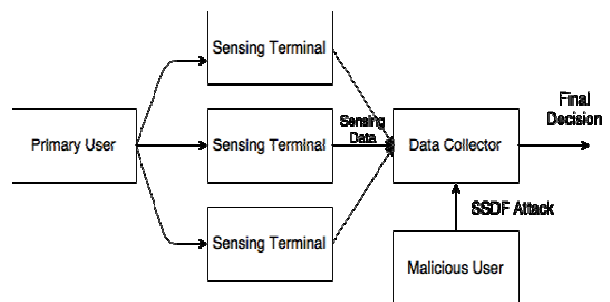 Sensing Terminal
Primary User
Sensing Terminal
Sensing
Data
Data Collector
Final
Decision
Sensing Terminal
SSDF Attack
Malicious User